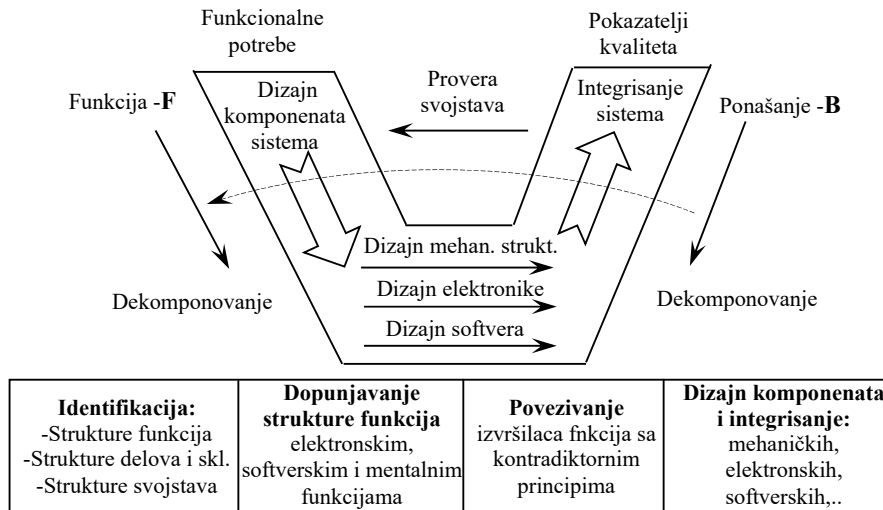 Funkcionalne
potrebe
Pokazatelji
kvaliteta
Funkcija -F
Dizajn
komponenata
sistema
Provera
svojstava
Integrisanje
sistema
Ponašanje -B
Dizajn mehan. strukt.
Dizajn elektronike
Dizajn softvera
Dekomponovanje
Dekomponovanje
Identifikacija:
-Strukture funkcija
-Strukture delova i skl.
-Strukture svojstava
Dopunjavanje
strukture funkcija
elektronskim,
softverskim i mentalnim
funkcijama
Povezivanje
izvršilaca fnkcija sa
kontradiktornim
principima
Dizajn komponenata
i integrisanje:
mehaničkih,
elektronskih,
softverskih,..